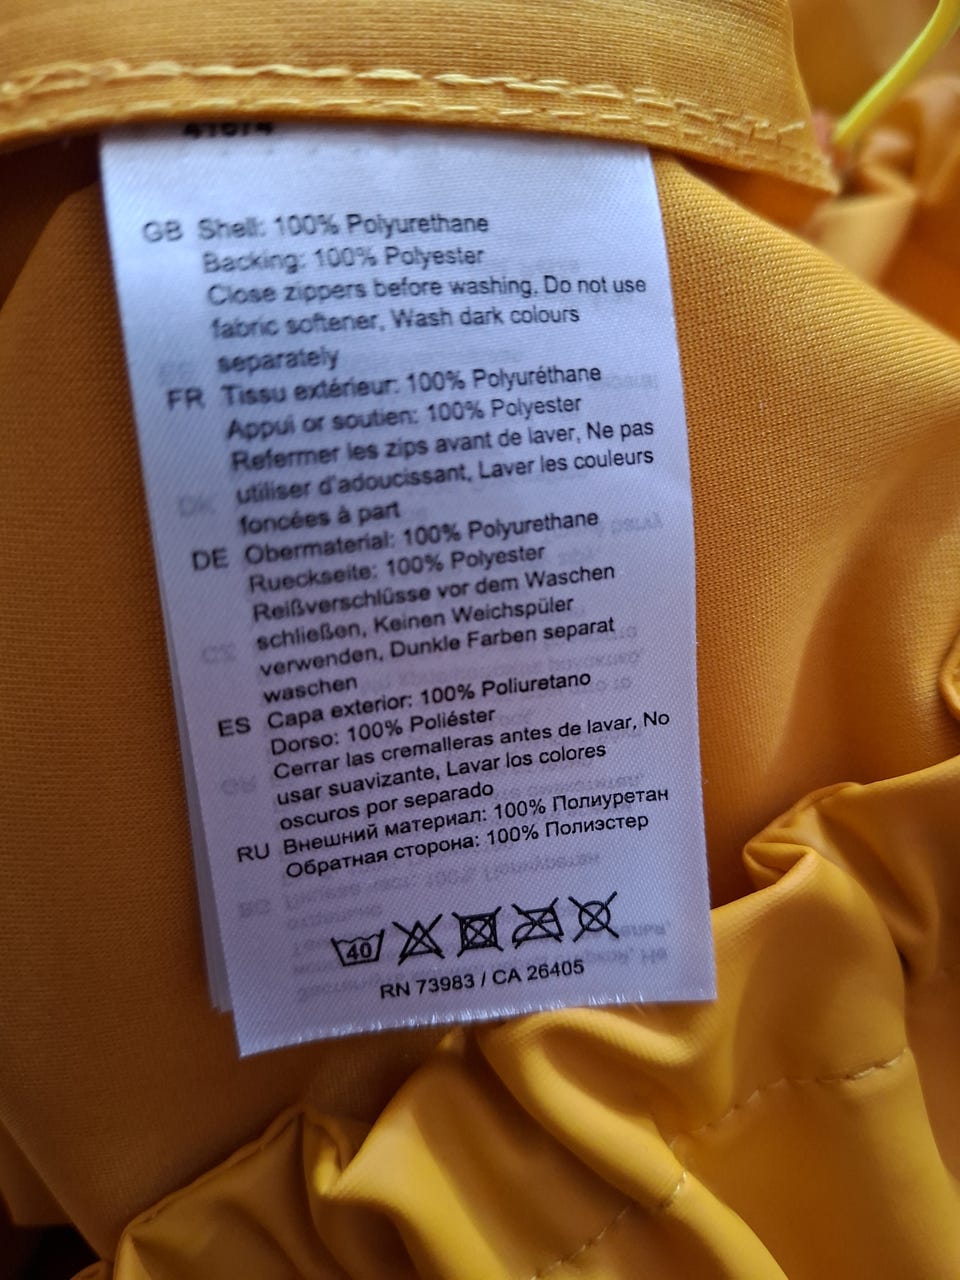 GB Shell: 100% Polyurethane
Backing: 100% Polyester
Close zippers before washing, Do not use
fabric softener, Wash dark colours
separately
FR Tissu extérieur: 100% Polyuréthane
Appui or soutien: 100% Polyester
Refermer les zips avant de laver, Ne pas
utiliser d'adoucissant, Laver les couleurs
foncées à part
DE Obermaterial: 100% Polyurethane
Rueckseite: 100% Polyester
Reißverschlüsse vor dem Waschen
schließen, Keinen Weichspüler
verwenden, Dunkle Farben separat
waschen
ES Capa exterior: 100% Poliuretano
Dorso: 100% Poliéster
Cerrar las cremalleras antes de lavar, No
usar suavizante, Lavar los colores
oscuros por separado
RU Внешний материал: 100% Полиуретан
Обратная сторона: 100% Полиэстер
40
RN 73983 / CA 26405